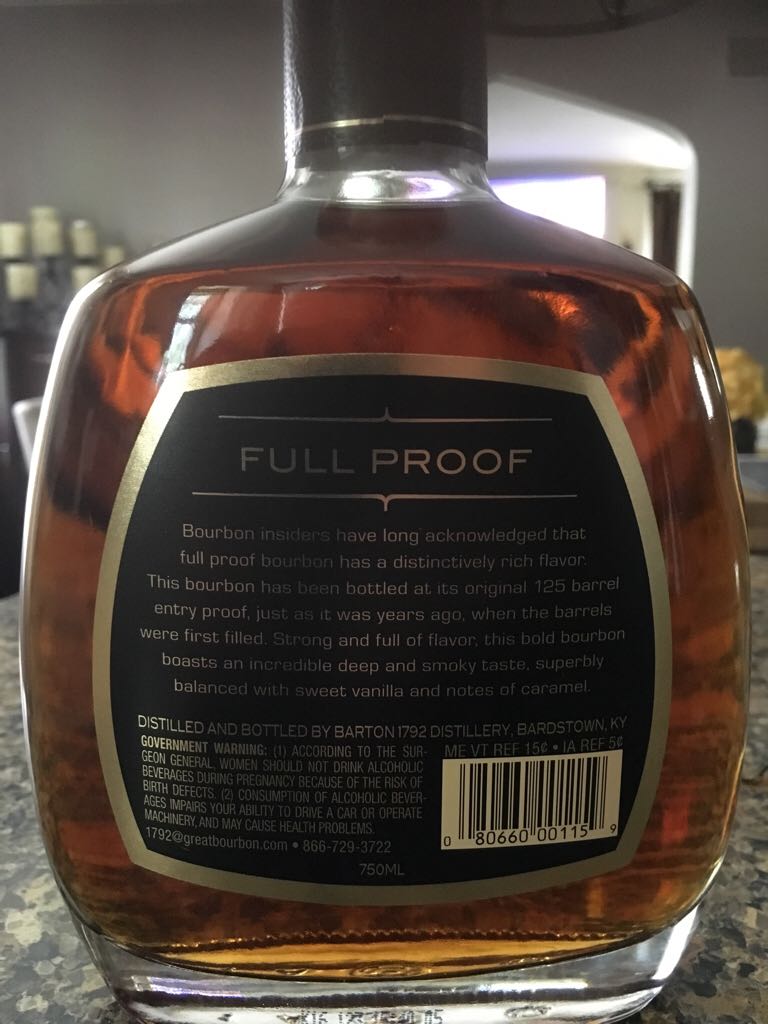 FULL PROOF
Bourbon insiders have long acknowledged that
full proof bourbon has a distinctively rich flavor.
This bourbon has been bottled at its original 125 barrel
entry proof, just as it was years ago, when the barrels
were first filled. Strong and full of flavor, this bold bourbon
boasts an incredible deep and smoky taste, superbly
balanced with sweet vanilla and notes of caramel.
DISTILLED AND BOTTLED BY BARTON 1792 DISTILLERY, BARDSTOWN, KY
GOVERNMENT WARNING: (1) ACCORDING TO THE SUR-
GEON GENERAL, WOMEN SHOULD NOT DRINK ALCOHOLIC
BEVERAGES DURING PREGNANCY BECAUSE OF THE RISK OF
BIRTH DEFECTS. (2) CONSUMPTION OF ALCOHOLIC BEVER-
AGES IMPAIRS YOUR ABILITY TO DRIVE A CAR OR OPERATE
MACHINERY, AND MAY CAUSE HEALTH PROBLEMS.
1792@greatbourbon.com • 866-729-3722
ME VT REF 15¢ • IA REF 5¢
0 80660 00115 9
750ML